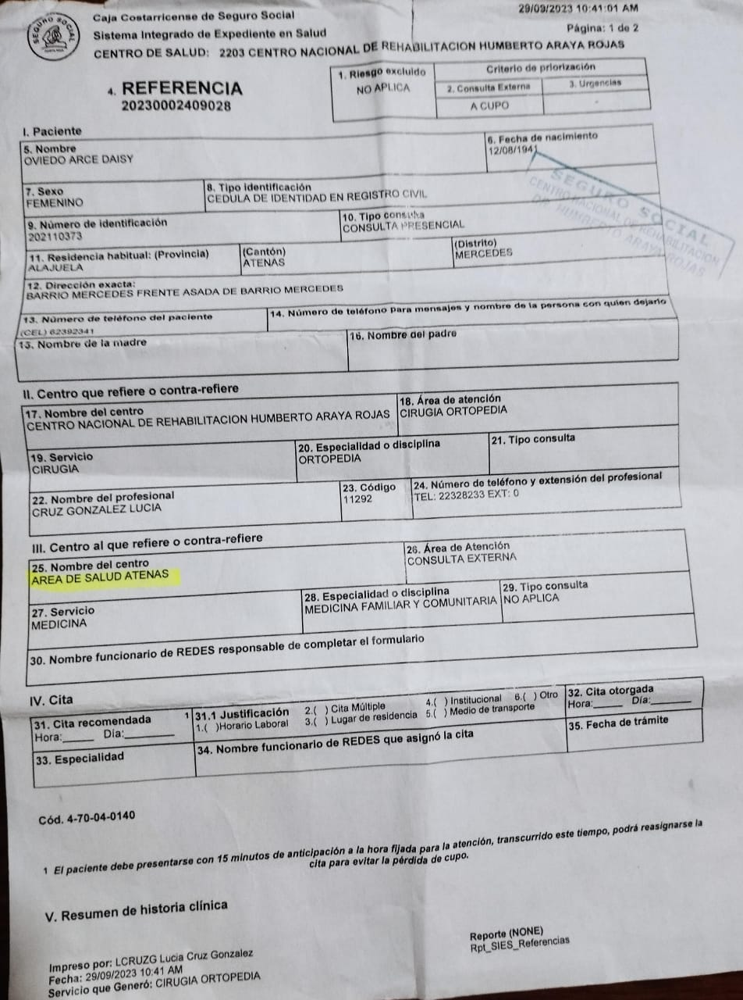 29/09/2023 10:41:01 AM
Caja Costarricense de Seguro Social
Página: 1 de 2
Sistema Integrado de Expediente en Salud
CENTRO DE SALUD: 2203 CENTRO NACIONAL DE REHABILITACION HUMBERTO ARAYA ROJAS
SEGURO SOCIAL
4. REFERENCIA
20230002409028
1. Riesgo excluido
NO APLICA
Criterio de priorización
2. Consulta Externa
3. Urgencias
A CUPO
-
I. Paciente
5. Nombre
OVIEDO ARCE DAISY
6. Fecha de nacimiento
12/08/1941
7. Sexo
FEMENINO
8. Tipo identificación
CEDULA DE IDENTIDAD EN REGISTRO CIVIL
9. Número de identificación
202110373
10. Tipo consulta
CONSULTA PRESENCIAL
SEGURO SOCIAL
CENTRO NACIONAL DE REHABILITACION
DR. HUMBERTO ARAYA ROJAS
11. Residencia habitual: (Provincia)
ALAJUELA
(Cantón)
ATENAS
(Distrito)
MERCEDES
12. Dirección exacta:
BARRIO MERCEDES FRENTE ASADA DE BARRIO MERCEDES
13. Número de teléfono del paciente
(CEL) 62392341
14. Número de teléfono para mensajes y nombre de la persona con quien dejarlo
15. Nombre de la madre
16. Nombre del padre
II. Centro que refiere o contra-refiere
17. Nombre del centro
CENTRO NACIONAL DE REHABILITACION HUMBERTO ARAYA ROJAS
18. Área de atención
CIRUGIA ORTOPEDIA
19. Servicio
CIRUGIA
20. Especialidad o disciplina
ORTOPEDIA
21. Tipo consulta
22. Nombre del profesional
CRUZ GONZALEZ LUCIA
23. Código
11292
24. Número de teléfono y extensión del profesional
TEL: 22328233 EXT: 0
III. Centro al que refiere o contra-refiere
25. Nombre del centro
AREA DE SALUD ATENAS
26. Área de Atención
CONSULTA EXTERNA
27. Servicio
MEDICINA
28. Especialidad o disciplina
MEDICINA FAMILIAR Y COMUNITARIA
29. Tipo consulta
NO APLICA
30. Nombre funcionario de REDES responsable de completar el formulario
IV. Cita
31. Cita recomendada 1
Hora:_____ Día:_________
31.1 Justificación 2.( ) Cita Múltiple 4.( ) Institucional 6.( ) Otro
1.( )Horario Laboral 3.( ) Lugar de residencia 5.( ) Medio de transporte
32. Cita otorgada
Hora:_____ Día:_______
33. Especialidad
34. Nombre funcionario de REDES que asignó la cita
35. Fecha de trámite
Cód. 4-70-04-0140
1 El paciente debe presentarse con 15 minutos de anticipación a la hora fijada para la atención, transcurrido este tiempo, podrá reasignarse la
cita para evitar la pérdida de cupo.
V. Resumen de historia clínica
Impreso por: LCRUZG Lucia Cruz Gonzalez
Fecha: 29/09/2023 10:41 AM
Servicio que Generó: CIRUGIA ORTOPEDIA
Reporte (NONE)
Rpt_SIES_Referencias